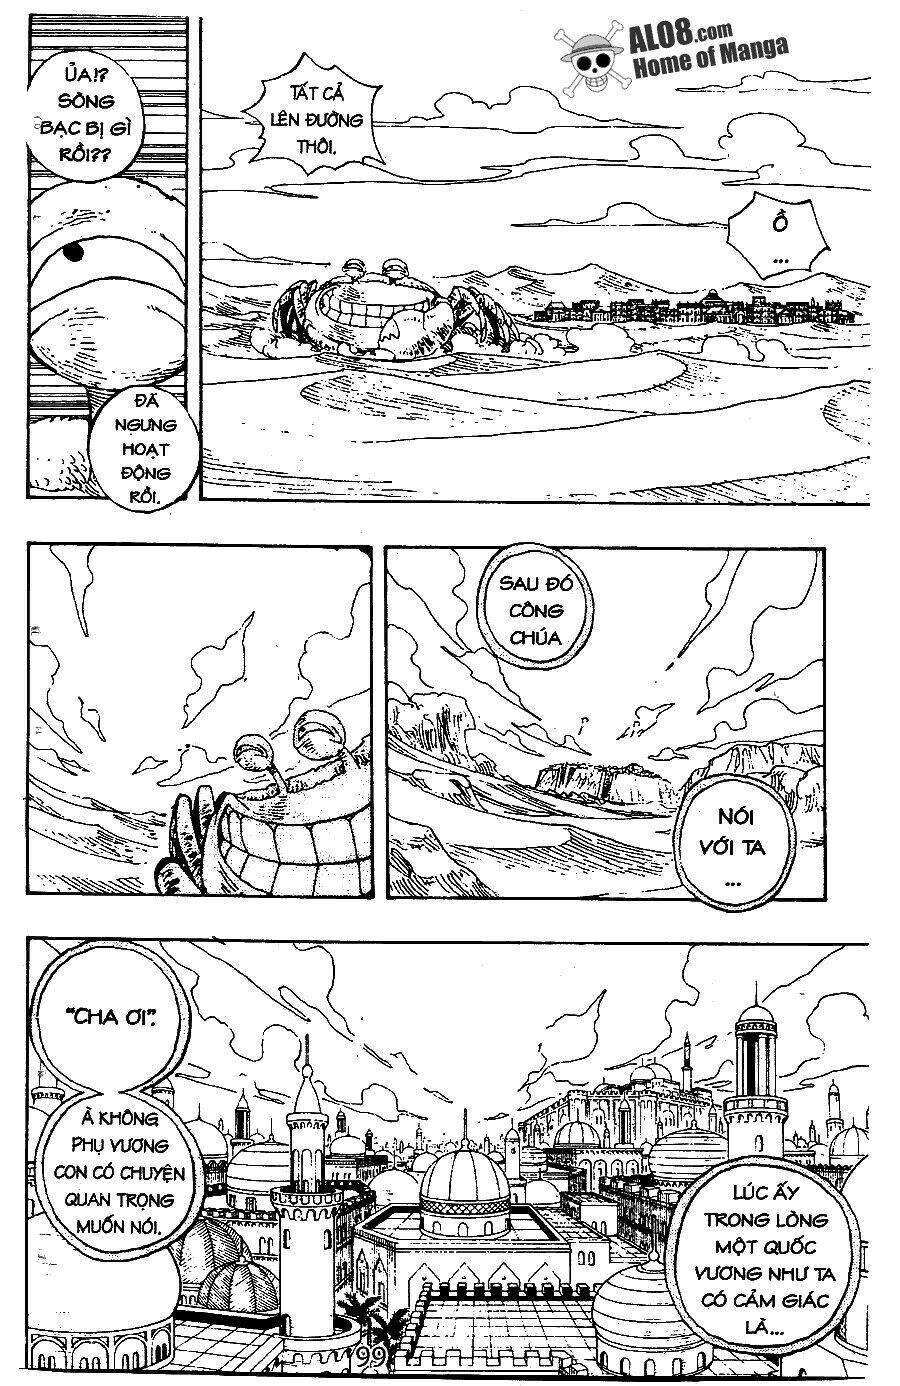 AL08.com
Home of Manga
ỦA!?
SÒNG
BẠC BỊ GÌ
RỒI??
TẤT CẢ
LÊN ĐƯỜNG
THÔI.
Ồ
...
ĐÃ
NGƯNG
HOẠT
ĐỘNG
RỒI.
SAU ĐÓ
CÔNG
CHÚA
NÓI
VỚI TA
...
"CHA ƠI".
À KHÔNG
PHỤ VƯƠNG
CON CÓ CHUYỆN
QUAN TRỌNG
MUỐN NÓI.
LÚC ẤY
TRONG LÒNG
MỘT QUỐC
VƯƠNG NHƯ TA
CÓ CẢM GIÁC
LÀ...
99